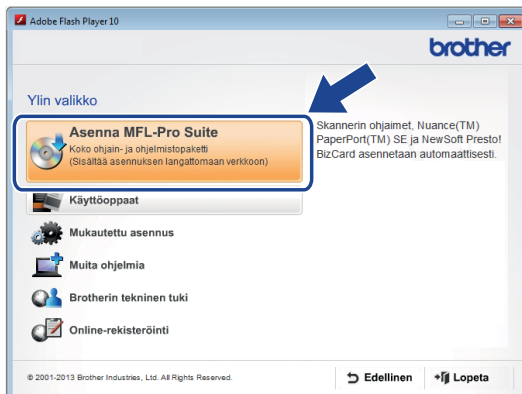 Adobe Flash Player 10
brother
Ylin valikko
Asenna MFL-Pro Suite
Koko ohjain- ja ohjelmistopaketti
(Sisältää asennuksen langattomaan verkkoon)
Skannerin ohjaimet, Nuance(TM)
PaperPort(TM) SE ja NewSoft Presto!
BizCard asennetaan automaattisesti.
Käyttöoppaat
Mukautettu asennus
Muita ohjelmia
Brotherin tekninen tuki
Online-rekisteröinti
© 2001-2013 Brother Industries, Ltd. All Rights Reserved.
Edellinen
Lopeta